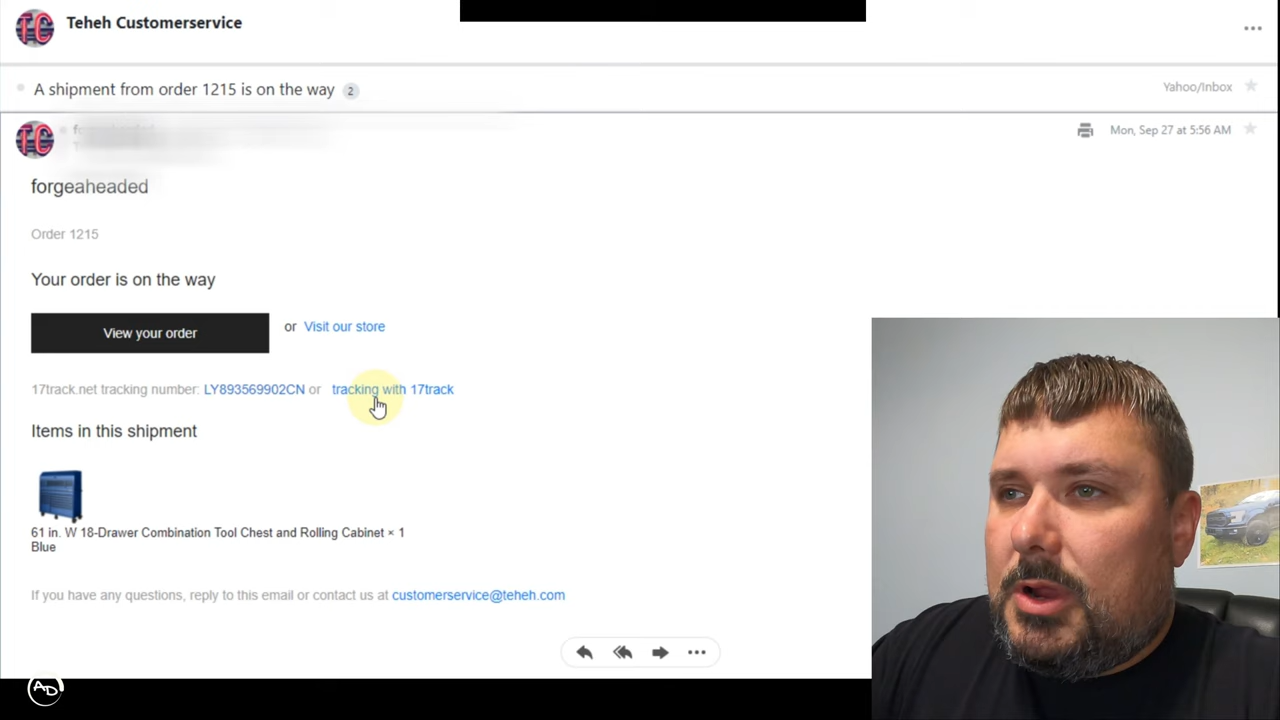 TC Teheh Customerservice
A shipment from order 1215 is on the way 2
Yahoo/Inbox
TC
Mon, Sep 27 at 5:56 AM
forgeaheaded
Order 1215
Your order is on the way
View your order or Visit our store
17track.net tracking number: LY893569902CN or tracking with 17track
Items in this shipment
61 in. W 18-Drawer Combination Tool Chest and Rolling Cabinet × 1
Blue
If you have any questions, reply to this email or contact us at customerservice@teheh.com
AD